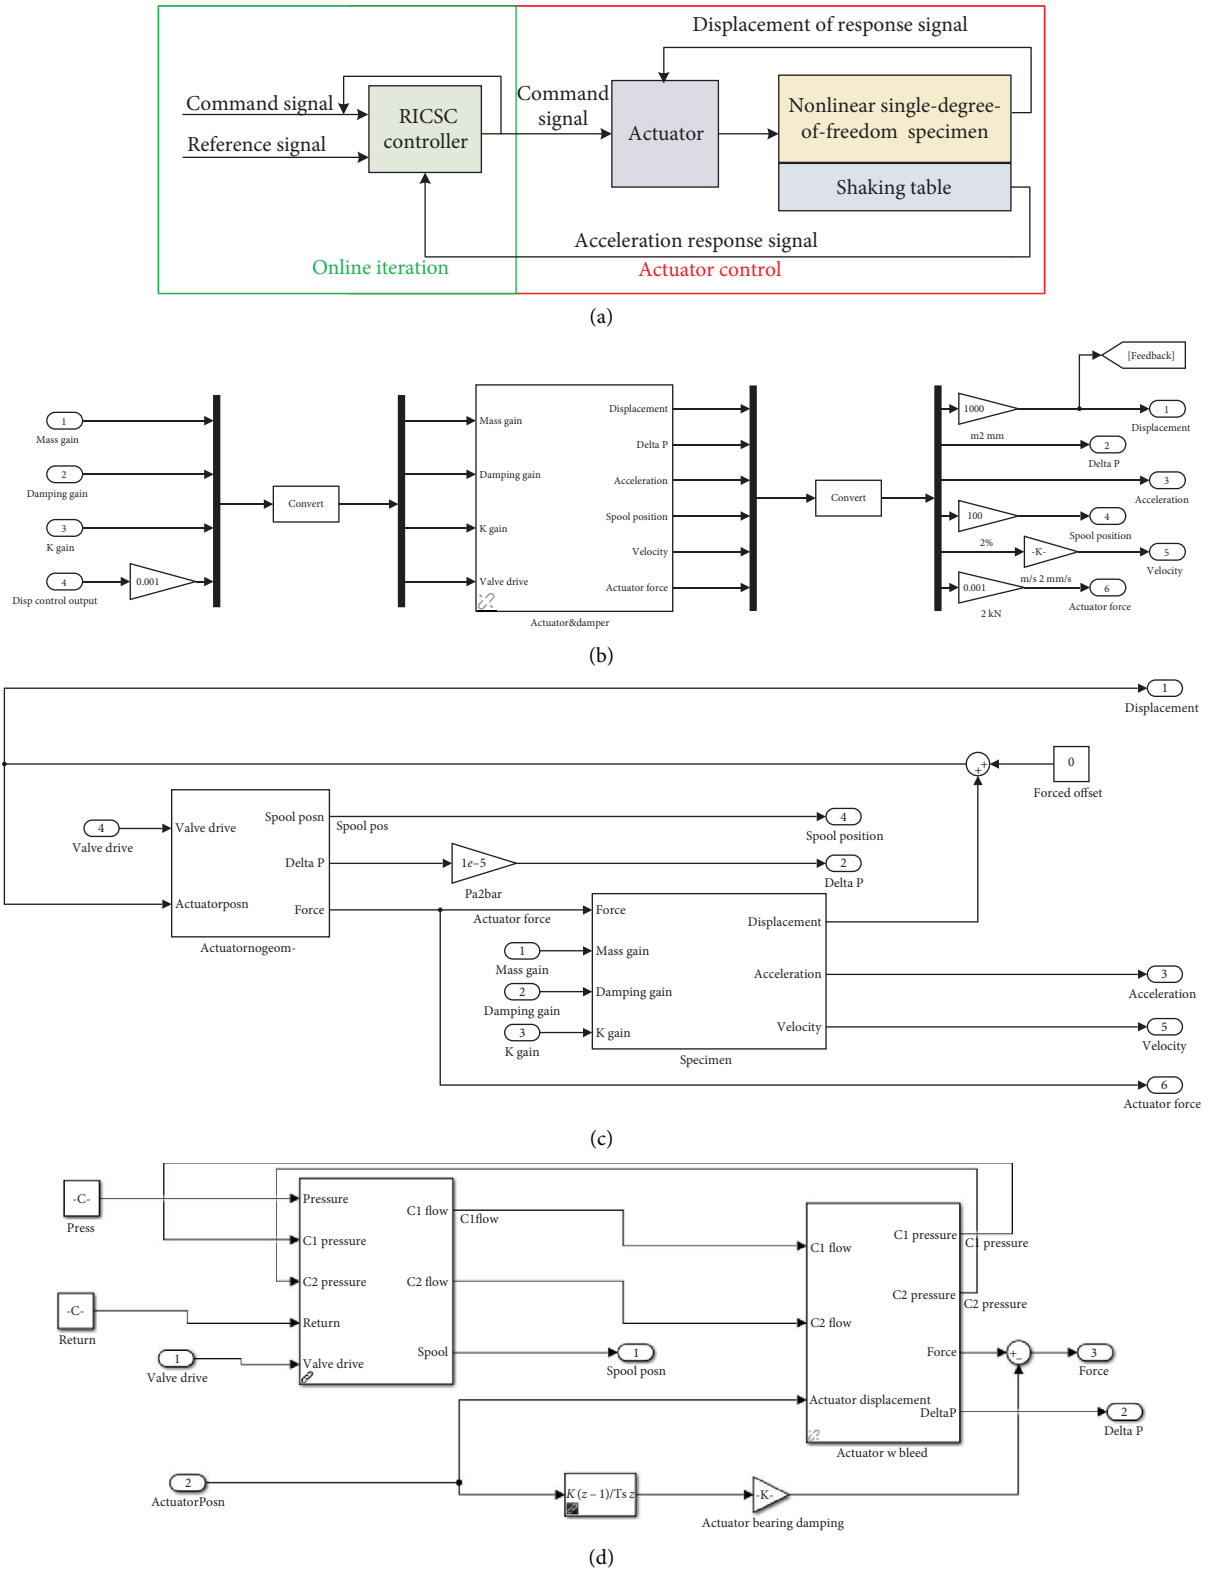 Displacement of response signal
Command signal
Reference signal
RICSC
controller
Command
signal
Actuator
Nonlinear single-degree-
of-freedom specimen
Shaking table
Acceleration response signal
Online iteration
Actuator control
(a)
1
Mass gain
2
Damping gain
3
K gain
4
Disp control output
0.001
Convert
Mass gain
Damping gain
K gain
Valve drive
Displacement
Delta P
Acceleration
Spool position
Velocity
Actuator force
Actuator&damper
Convert
[Feedback]
1000
m2 mm
1
Displacement
2
Delta P
3
Acceleration
100
2%
4
Spool position
-K-
m/s 2 mm/s
5
Velocity
0.001
2 kN
6
Actuator force
(b)
1
Displacement
0
Forced offset
+
+
4
Valve drive
Valve drive
Actuatorposn
Spool posn
Delta P
Force
Actuatornogeom-
Spool pos
4
Spool position
1e–5
Pa2bar
2
Delta P
Actuator force
1
Mass gain
2
Damping gain
3
K gain
Force
Mass gain
Damping gain
K gain
Displacement
Acceleration
Velocity
Specimen
3
Acceleration
5
Velocity
6
Actuator force
(c)
-C-
Press
-C-
Return
1
Valve drive
Pressure
C1 pressure
C2 pressure
Return
Valve drive
C1 flow
C2 flow
Spool
C1flow
1
Spool posn
C1 flow
C2 flow
Actuator displacement
C1 pressure
C2 pressure
Force
DeltaP
Actuator w bleed
C1 pressure
C2 pressure
+
–
3
Force
2
Delta P
2
ActuatorPosn
K (z – 1)/Ts z
-K-
Actuator bearing damping
(d)